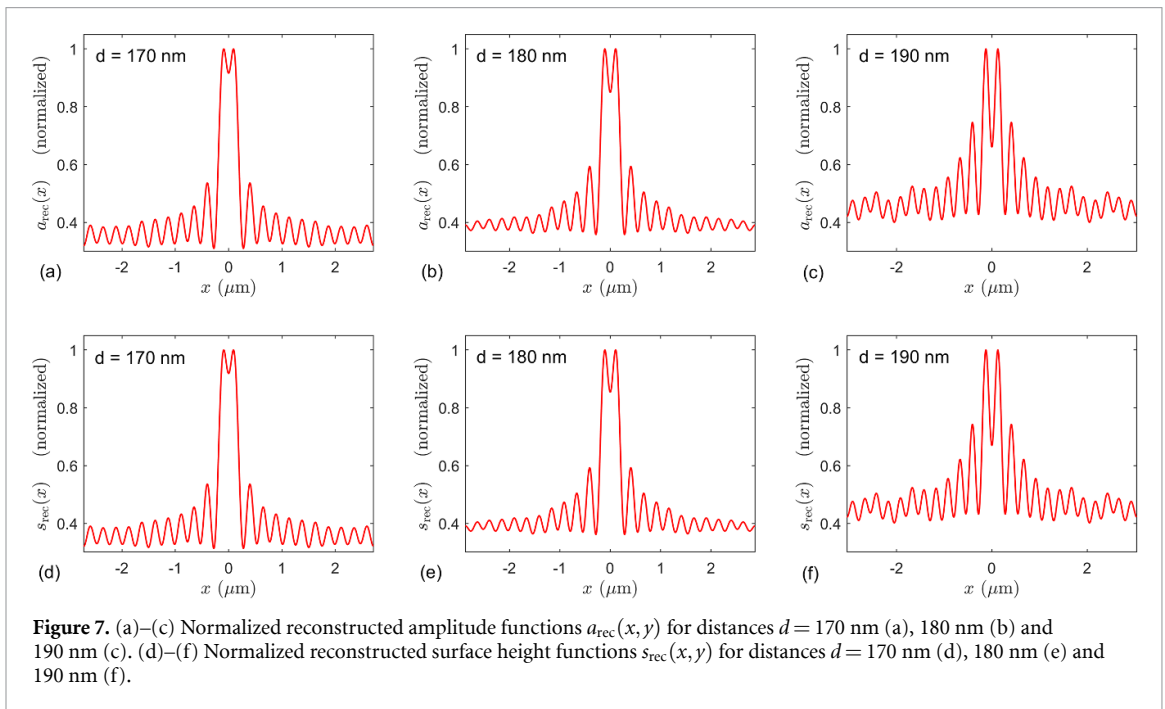 d = 170 nm
1
0.8
0.6
0.4
a_rec(x) (normalized)
-2 -1 0 1 2
x (μm)
(a)
d = 180 nm
1
0.8
0.6
0.4
a_rec(x) (normalized)
-2 -1 0 1 2
x (μm)
(b)
d = 190 nm
1
0.8
0.6
0.4
a_rec(x) (normalized)
-2 0 2
x (μm)
(c)
d = 170 nm
1
0.8
0.6
0.4
s_rec(x) (normalized)
-2 -1 0 1 2
x (μm)
(d)
d = 180 nm
1
0.8
0.6
0.4
s_rec(x) (normalized)
-2 -1 0 1 2
x (μm)
(e)
d = 190 nm
1
0.8
0.6
0.4
s_rec(x) (normalized)
-2 0 2
x (μm)
(f)
Figure 7. (a)–(c) Normalized reconstructed amplitude functions a_rec(x,y) for distances d = 170 nm (a), 180 nm (b) and
190 nm (c). (d)–(f) Normalized reconstructed surface height functions s_rec(x,y) for distances d = 170 nm (d), 180 nm (e) and
190 nm (f).